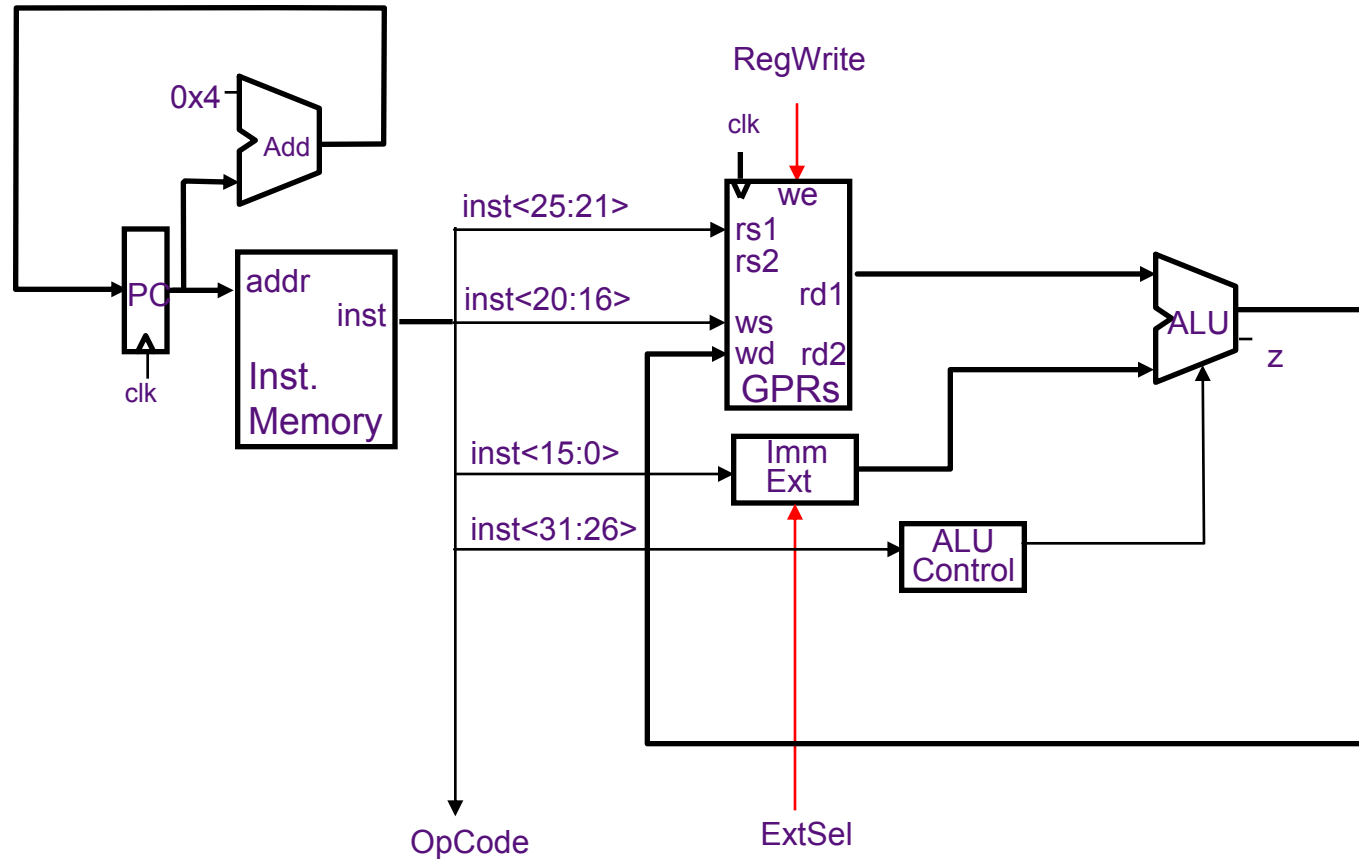 RegWrite
0x4
Add
clk
inst<25:21>
we
rs1
rs2
PC
addr
inst<20:16>
rd1
inst
ws
ALU
wd
rd2
z
clk
Inst.
Memory
GPRs
inst<15:0>
Imm
Ext
inst<31:26>
ALU
Control
OpCode
ExtSel